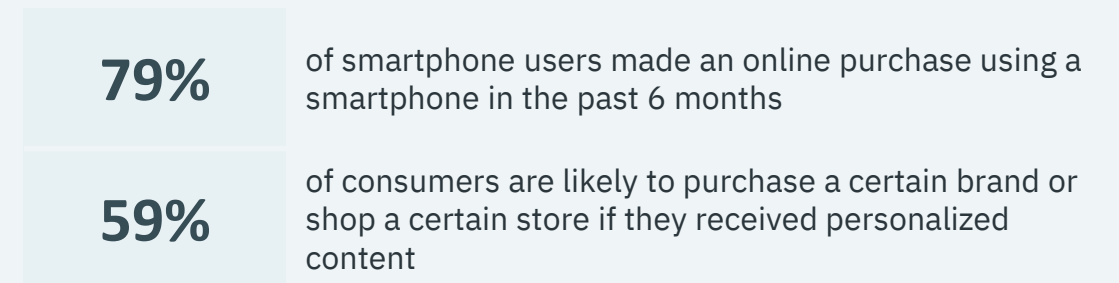 79%
of smartphone users made an online purchase using a
smartphone in the past 6 months
59%
of consumers are likely to purchase a certain brand or
shop a certain store if they received personalized
content